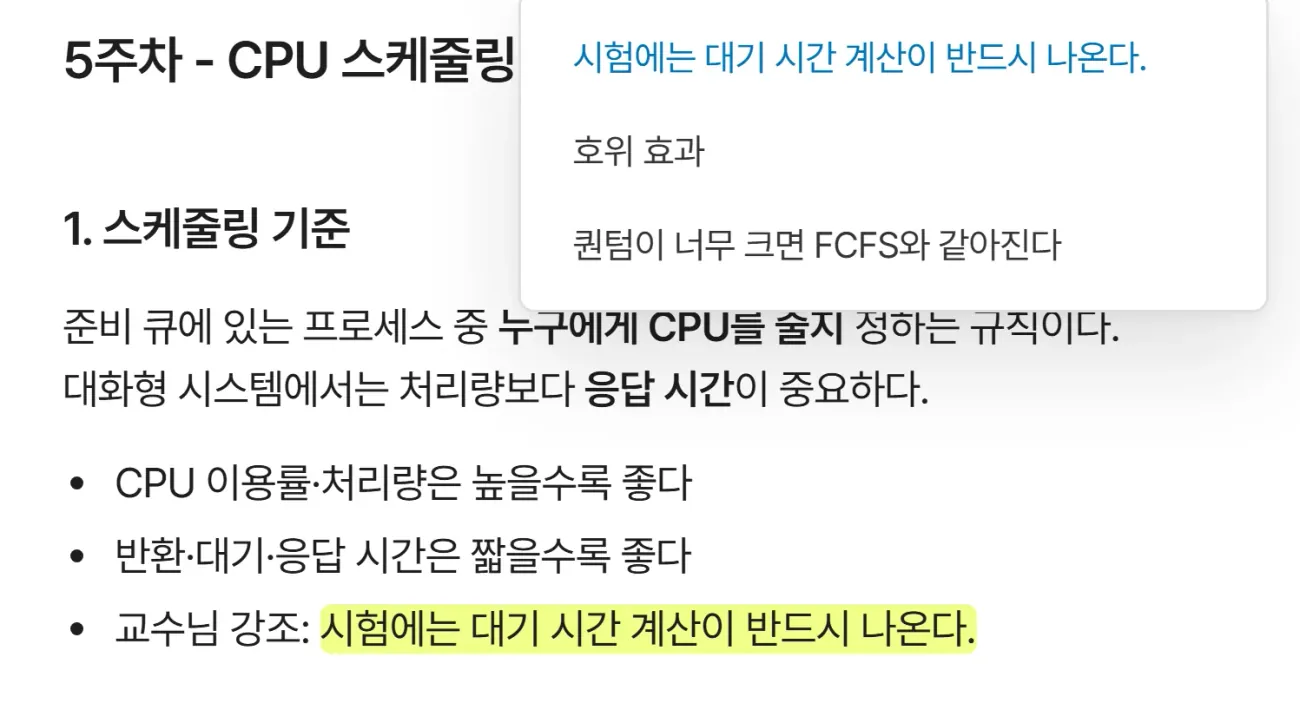 5주차 - CPU 스케줄링
시험에는 대기 시간 계산이 반드시 나온다.
호위 효과
퀀텀이 너무 크면 FCFS와 같아진다
1. 스케줄링 기준
준비 큐에 있는 프로세스 중 누구에게 CPU를 줄지 정하는 규칙이다.
대화형 시스템에서는 처리량보다 응답 시간이 중요하다.
• CPU 이용률·처리량은 높을수록 좋다
• 반환·대기·응답 시간은 짧을수록 좋다
• 교수님 강조: 시험에는 대기 시간 계산이 반드시 나온다.